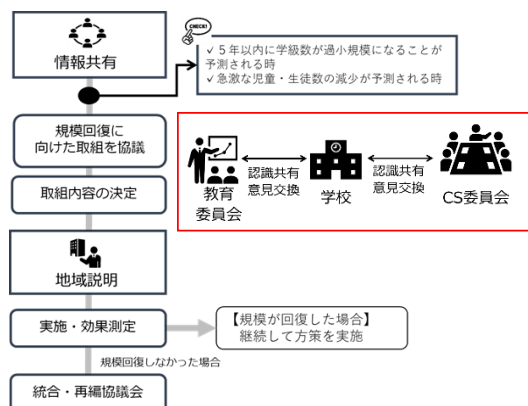 CHECK!
情報共有
✓５年以内に学級数が過小規模になることが
予測される時
✓急激な児童・生徒数の減少が予測される時
規模回復に
向けた取組を協議
取組内容の決定
認識共有
意見交換
認識共有
意見交換
教育
委員会
学校
CS委員会
地域説明
実施・効果測定
【規模が回復した場合】
継続して方策を実施
規模回復しなかった場合
統合・再編協議会